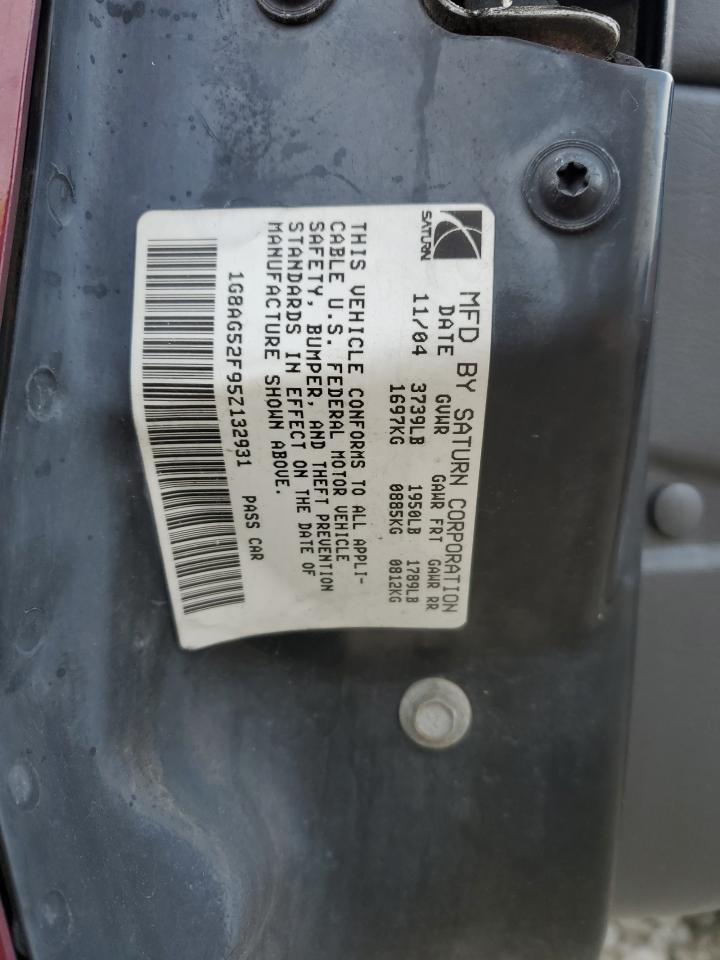 SATURN
MFD BY SATURN CORPORATION
DATE GVWR GAWR FRT GAWR RR
11/04 3739LB 1950LB 1789LB
1697KG 0885KG 0812KG
THIS VEHICLE CONFORMS TO ALL APPLI-
CABLE U.S. FEDERAL MOTOR VEHICLE
SAFETY, BUMPER, AND THEFT PREVENTION
STANDARDS IN EFFECT ON THE DATE OF
MANUFACTURE SHOWN ABOVE.
1G8AG52F95Z132931 PASS CAR